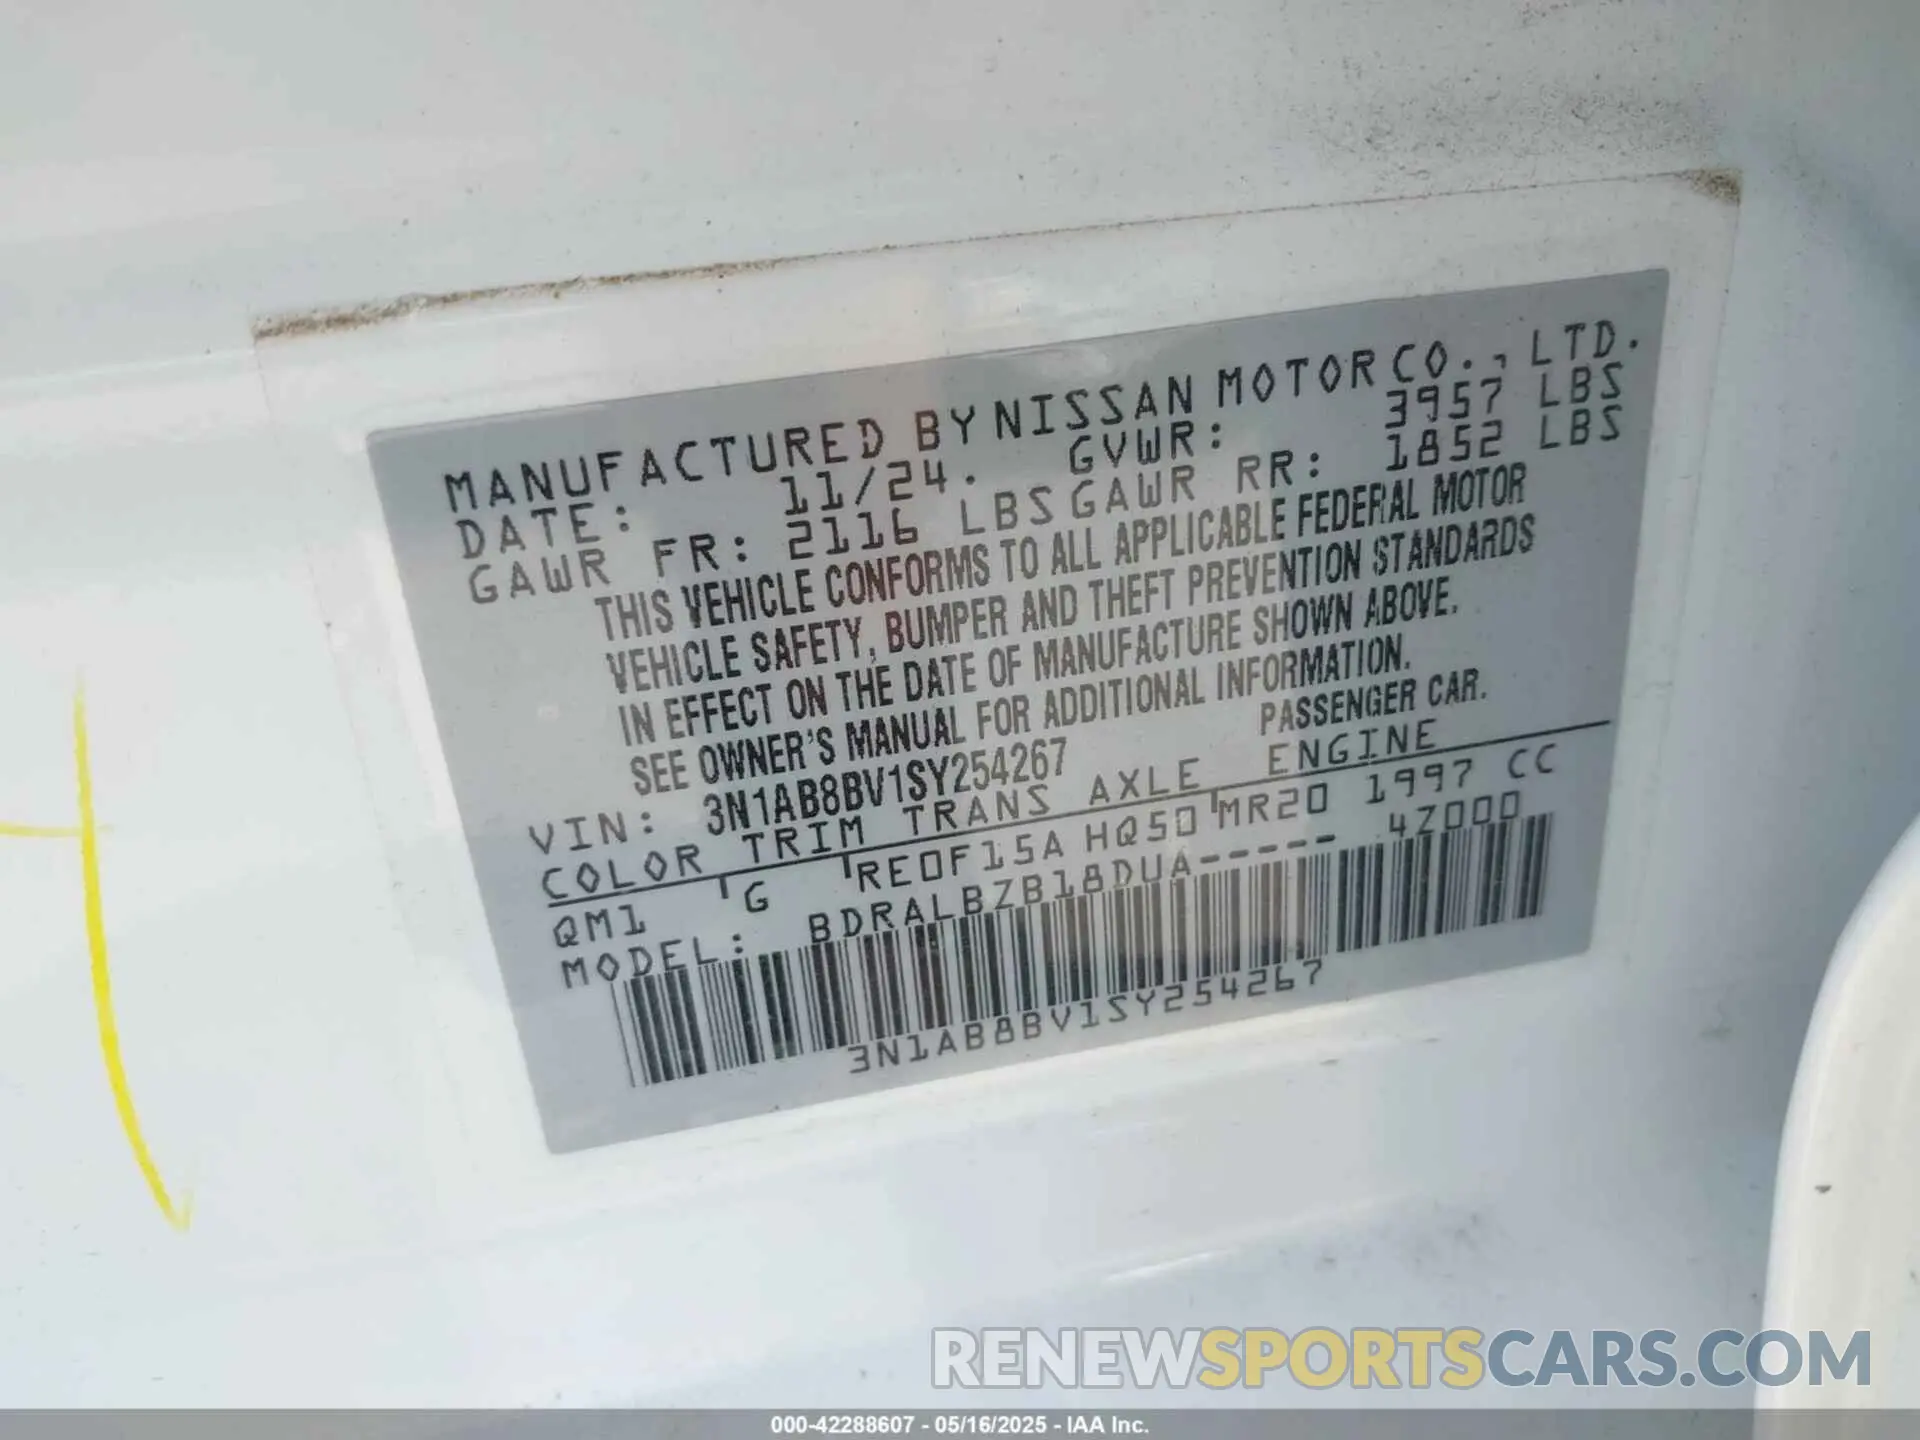 MANUFACTURED BY NISSAN MOTOR CO., LTD.
DATE: 11/24. GVWR: 3957 LBS
GAWR FR: 2116 LBS GAWR RR: 1852 LBS
THIS VEHICLE CONFORMS TO ALL APPLICABLE FEDERAL MOTOR
VEHICLE SAFETY, BUMPER AND THEFT PREVENTION STANDARDS
IN EFFECT ON THE DATE OF MANUFACTURE SHOWN ABOVE.
SEE OWNER'S MANUAL FOR ADDITIONAL INFORMATION.
VIN: 3N1AB8BV1SY254267 PASSENGER CAR.
COLOR TRIM TRANS AXLE ENGINE
QM1 G RE0F15A HQ50 MR20 1997 CC
MODEL: BDRALBZB18DUA----- 4Z000
3N1AB8BV1SY254267
RENEWSPORTSCARS.COM
000-42288607 - 05/16/2025 - IAA Inc.